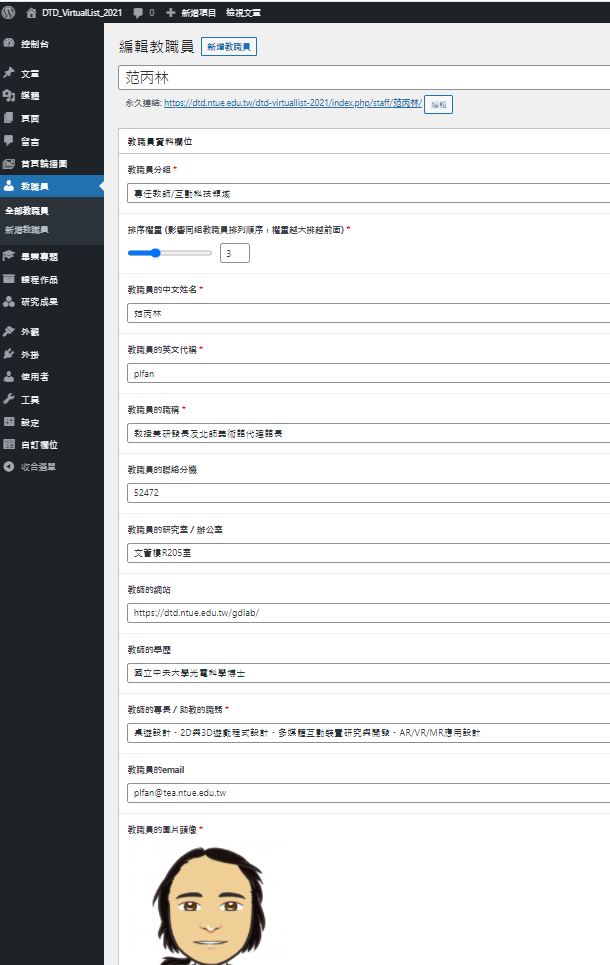 DTD_VirtualList_2021 0 新增項目 檢視文章
控制台
文章
媒體
頁面
留言
首頁輪播圖
教職員
全部教職員
新增教職員
畢業專題
課程作品
研究成果
外觀
外掛
使用者
工具
設定
自訂欄位
收合選單
編輯教職員 新增教職員
范丙林
永久連結: https://dtd.ntue.edu.tw/dtd-virtuallist-2021/index.php/staff/范丙林/ 編輯
教職員資料欄位
教職員分組 *
專任教師/互動科技領域
排序權重 (影響同組教職員排列順序，權重越大排越前面) *
3
教職員的中文姓名 *
范丙林
教職員的英文代稱 *
plfan
教職員的職稱 *
教授兼研發長及北師美術館代理館長
教職員的聯絡分機
52472
教職員的研究室 / 辦公室
文薈樓R205室
教師的網站
https://dtd.ntue.edu.tw/gdlab/
教師的學歷
國立中央大學光電科學博士
教師的專長 / 助教的職務 *
桌遊設計、2D與3D遊戲程式設計、多媒體互動裝置研究與開發、AR/VR/MR應用設計
教職員的email
plfan@tea.ntue.edu.tw
教職員的圖片頭像 *